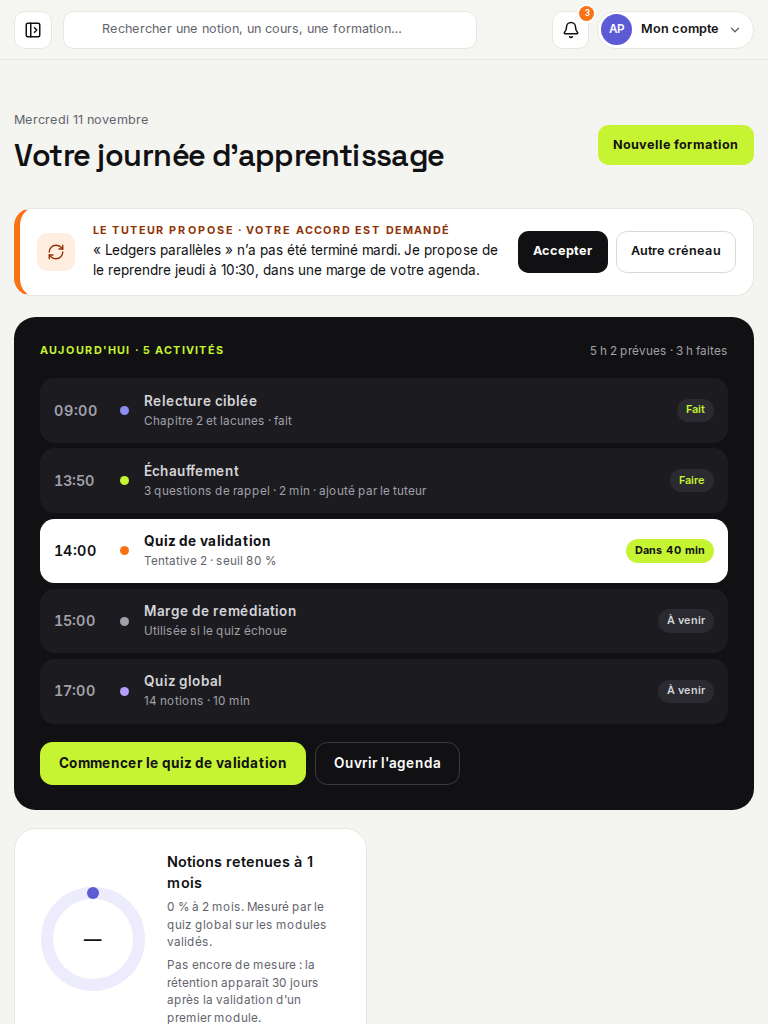 Rechercher une notion, un cours, une formation...
3
AP
Mon compte
Mercredi 11 novembre
Votre journée d’apprentissage
Nouvelle formation
LE TUTEUR PROPOSE · VOTRE ACCORD EST DEMANDÉ
« Ledgers parallèles » n’a pas été terminé mardi. Je propose de
le reprendre jeudi à 10:30, dans une marge de votre agenda.
Accepter
Autre créneau
AUJOURD'HUI · 5 ACTIVITÉS
5 h 2 prévues · 3 h faites
09:00
Relecture ciblée
Chapitre 2 et lacunes · fait
Fait
13:50
Échauffement
3 questions de rappel · 2 min · ajouté par le tuteur
Faire
14:00
Quiz de validation
Tentative 2 · seuil 80 %
Dans 40 min
15:00
Marge de remédiation
Utilisée si le quiz échoue
À venir
17:00
Quiz global
14 notions · 10 min
À venir
Commencer le quiz de validation
Ouvrir l'agenda
—
Notions retenues à 1
mois
0 % à 2 mois. Mesuré par le
quiz global sur les modules
validés.
Pas encore de mesure : la
rétention apparaît 30 jours
après la validation d'un
premier module.